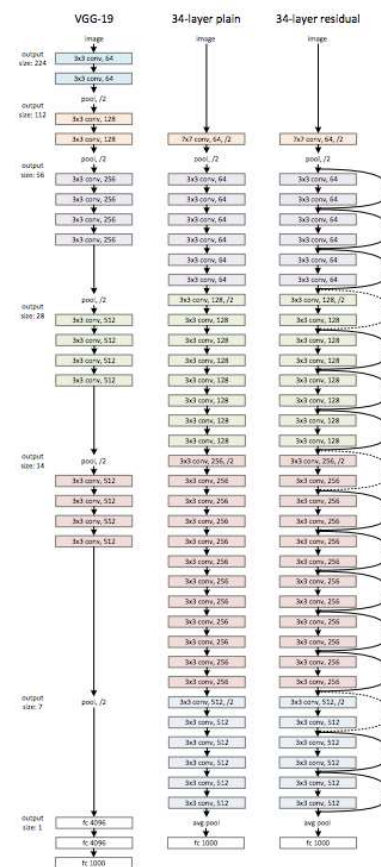 VGG-19
34-layer plain
34-layer residual
output
size: 224
output
size: 112
output
size: 56
output
size: 28
output
size: 14
output
size: 7
output
size: 1
image
3x3 conv, 64
3x3 conv, 64
pool, /2
3x3 conv, 128
3x3 conv, 128
pool, /2
3x3 conv, 256
3x3 conv, 256
3x3 conv, 256
3x3 conv, 256
pool, /2
3x3 conv, 512
3x3 conv, 512
3x3 conv, 512
3x3 conv, 512
pool, /2
3x3 conv, 512
3x3 conv, 512
3x3 conv, 512
3x3 conv, 512
pool, /2
fc 4096
fc 4096
fc 1000
image
7x7 conv, 64, /2
pool, /2
3x3 conv, 64
3x3 conv, 64
3x3 conv, 64
3x3 conv, 64
3x3 conv, 64
3x3 conv, 64
3x3 conv, 128, /2
3x3 conv, 128
3x3 conv, 128
3x3 conv, 128
3x3 conv, 128
3x3 conv, 128
3x3 conv, 128
3x3 conv, 128
3x3 conv, 256, /2
3x3 conv, 256
3x3 conv, 256
3x3 conv, 256
3x3 conv, 256
3x3 conv, 256
3x3 conv, 256
3x3 conv, 256
3x3 conv, 256
3x3 conv, 256
3x3 conv, 256
3x3 conv, 256
3x3 conv, 512, /2
3x3 conv, 512
3x3 conv, 512
3x3 conv, 512
3x3 conv, 512
3x3 conv, 512
avg pool
fc 1000
image
7x7 conv, 64, /2
pool, /2
3x3 conv, 64
3x3 conv, 64
3x3 conv, 64
3x3 conv, 64
3x3 conv, 64
3x3 conv, 64
3x3 conv, 128, /2
3x3 conv, 128
3x3 conv, 128
3x3 conv, 128
3x3 conv, 128
3x3 conv, 128
3x3 conv, 128
3x3 conv, 128
3x3 conv, 256, /2
3x3 conv, 256
3x3 conv, 256
3x3 conv, 256
3x3 conv, 256
3x3 conv, 256
3x3 conv, 256
3x3 conv, 256
3x3 conv, 256
3x3 conv, 256
3x3 conv, 256
3x3 conv, 256
3x3 conv, 512, /2
3x3 conv, 512
3x3 conv, 512
3x3 conv, 512
3x3 conv, 512
3x3 conv, 512
avg pool
fc 1000